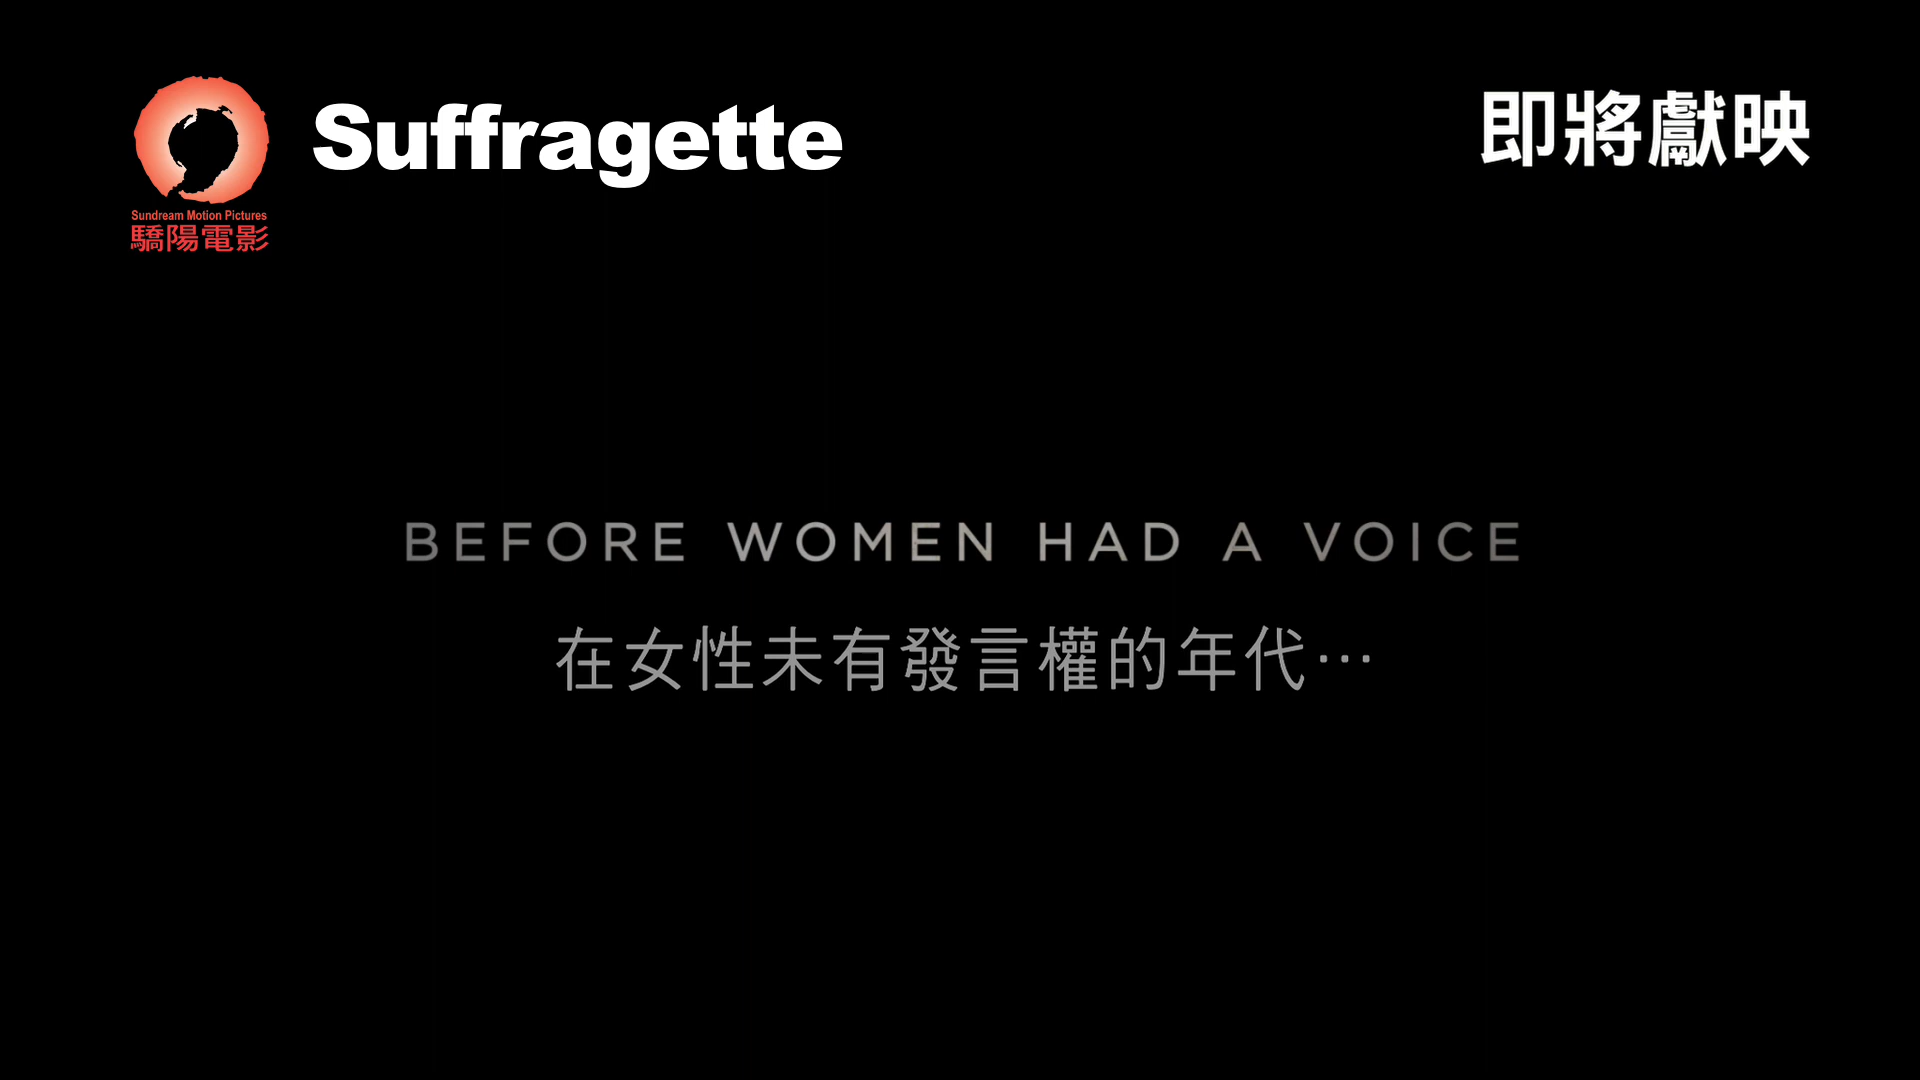 Suffragette
即將獻映
Sundream Motion Pictures
驕陽電影
BEFORE WOMEN HAD A VOICE
在女性未有發言權的年代⋯